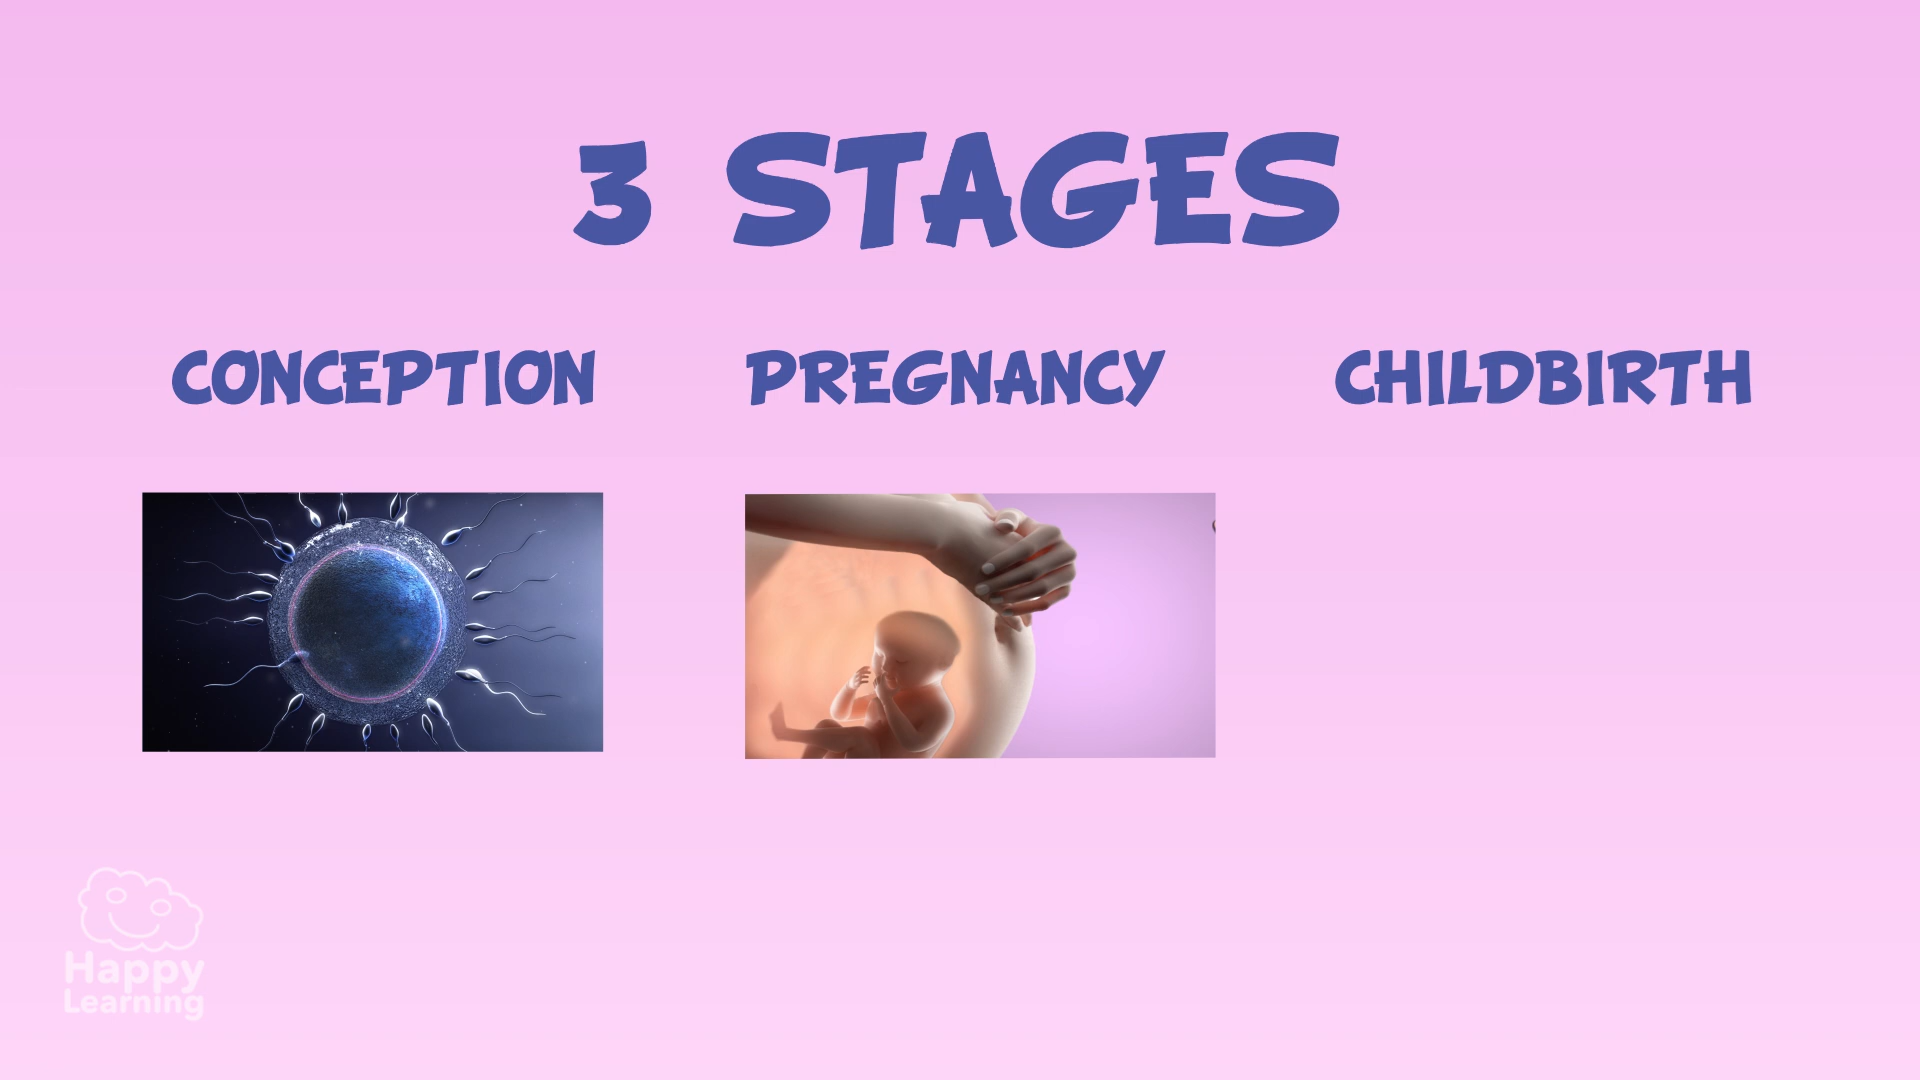 3 STAGES
CONCEPTION
PREGNANCY
CHILDBIRTH
Happy
Learning